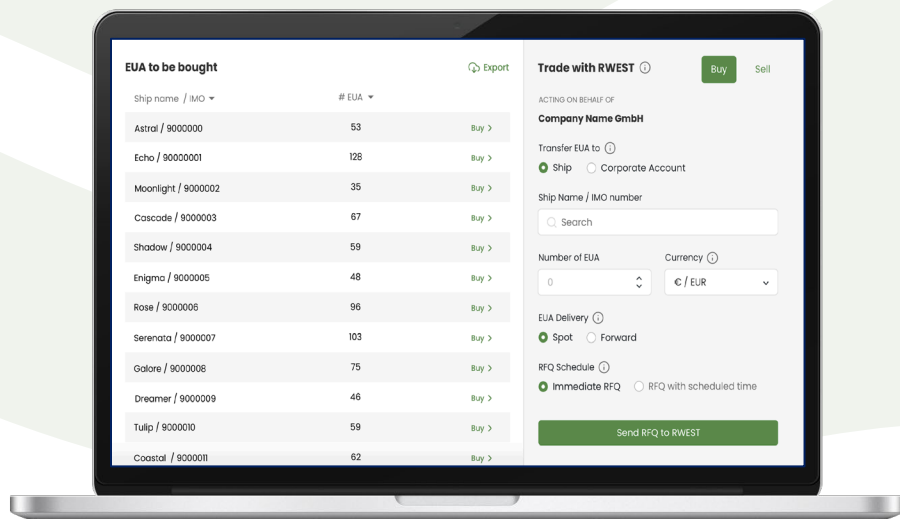 EUA to be bought
Export
Ship name / IMO
# EUA
Astral / 9000000 53 Buy
Echo / 90000001 128 Buy
Moonlight / 9000002 35 Buy
Cascade / 9000003 67 Buy
Shadow / 9000004 59 Buy
Enigma / 9000005 48 Buy
Rose / 9000006 96 Buy
Serenata / 9000007 103 Buy
Galore / 9000008 75 Buy
Dreamer / 9000009 46 Buy
Tulip / 9000010 59 Buy
Coastal / 9000011 62 Buy
Trade with RWEST
Buy Sell
ACTING ON BEHALF OF
Company Name GmbH
Transfer EUA to
Ship Corporate Account
Ship Name / IMO number
Search
Number of EUA Currency
0 € / EUR
EUA Delivery
Spot Forward
RFQ Schedule
Immediate RFQ RFQ with scheduled time
Send RFQ to RWEST